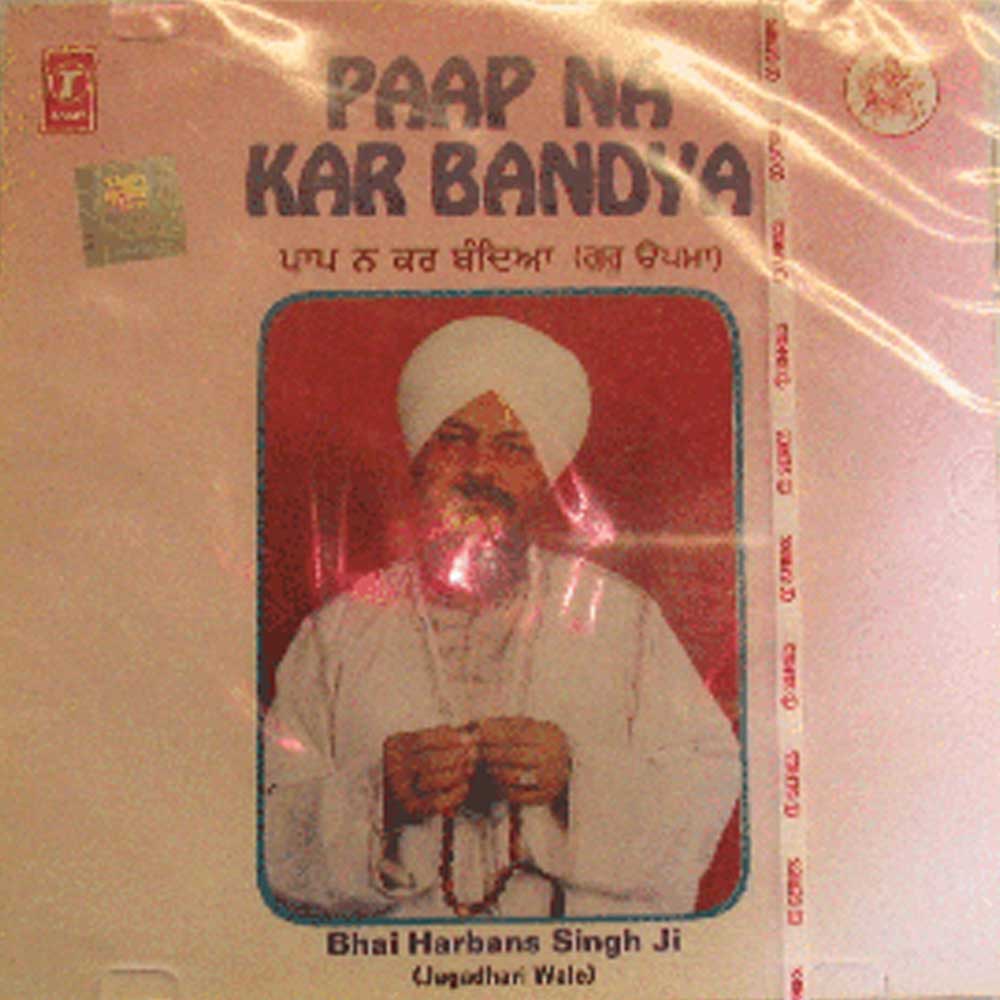 PAAP NA
KAR BANDYA
ਪਾਪ ਨ ਕਰ ਬੰਦਿਆ (ਗੁਰ ਉਪਮਾ)
Bhai Harbans Singh Ji
(Jagadhari Wale)